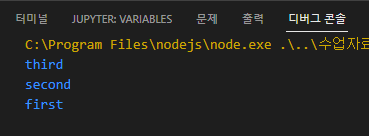 터미널 JUPYTER: VARIABLES 문제 출력 디버그 콘솔
C:\Program Files\nodejs\node.exe .\..\수업자료
third
second
first